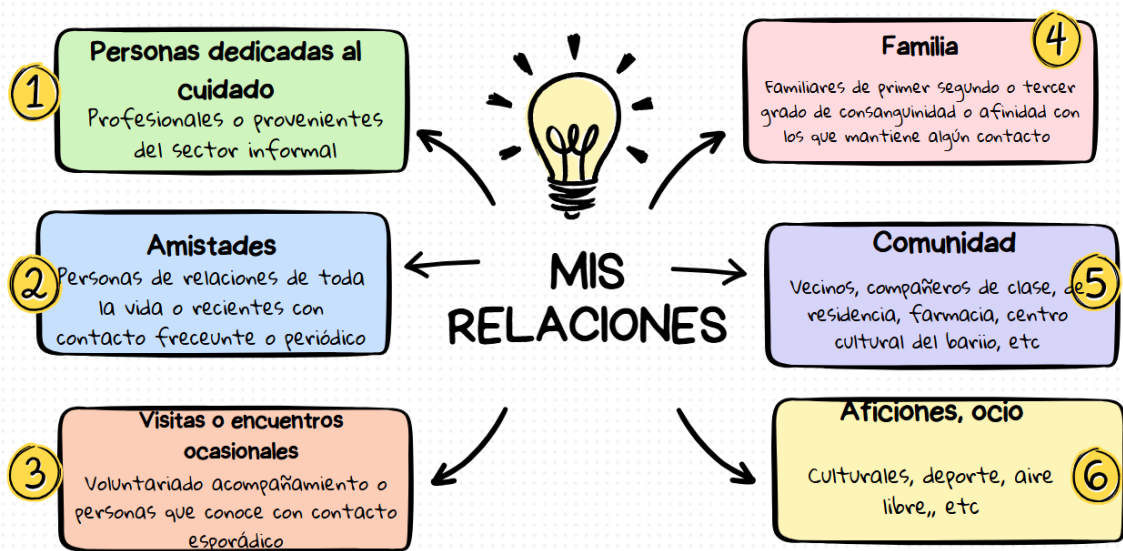 1
Personas dedicadas al
cuidado
Profesionales o provenientes
del sector informal
2
Amistades
Personas de relaciones de toda
la vida o recientes con
contacto freceunte o periódico
3
Visitas o encuentros
ocasionales
Voluntariado acompañamiento o
personas que conoce con contacto
esporádico
MIS
RELACIONES
4
Familia
Familiares de primer segundo o tercer
grado de consanguinidad o afinidad con
los que mantiene algún contacto
5
Comunidad
Vecinos, compañeros de clase, de
residencia, farmacia, centro
cultural del bariio, etc
6
Aficiones, ocio
Culturales, deporte, aire
libre,, etc